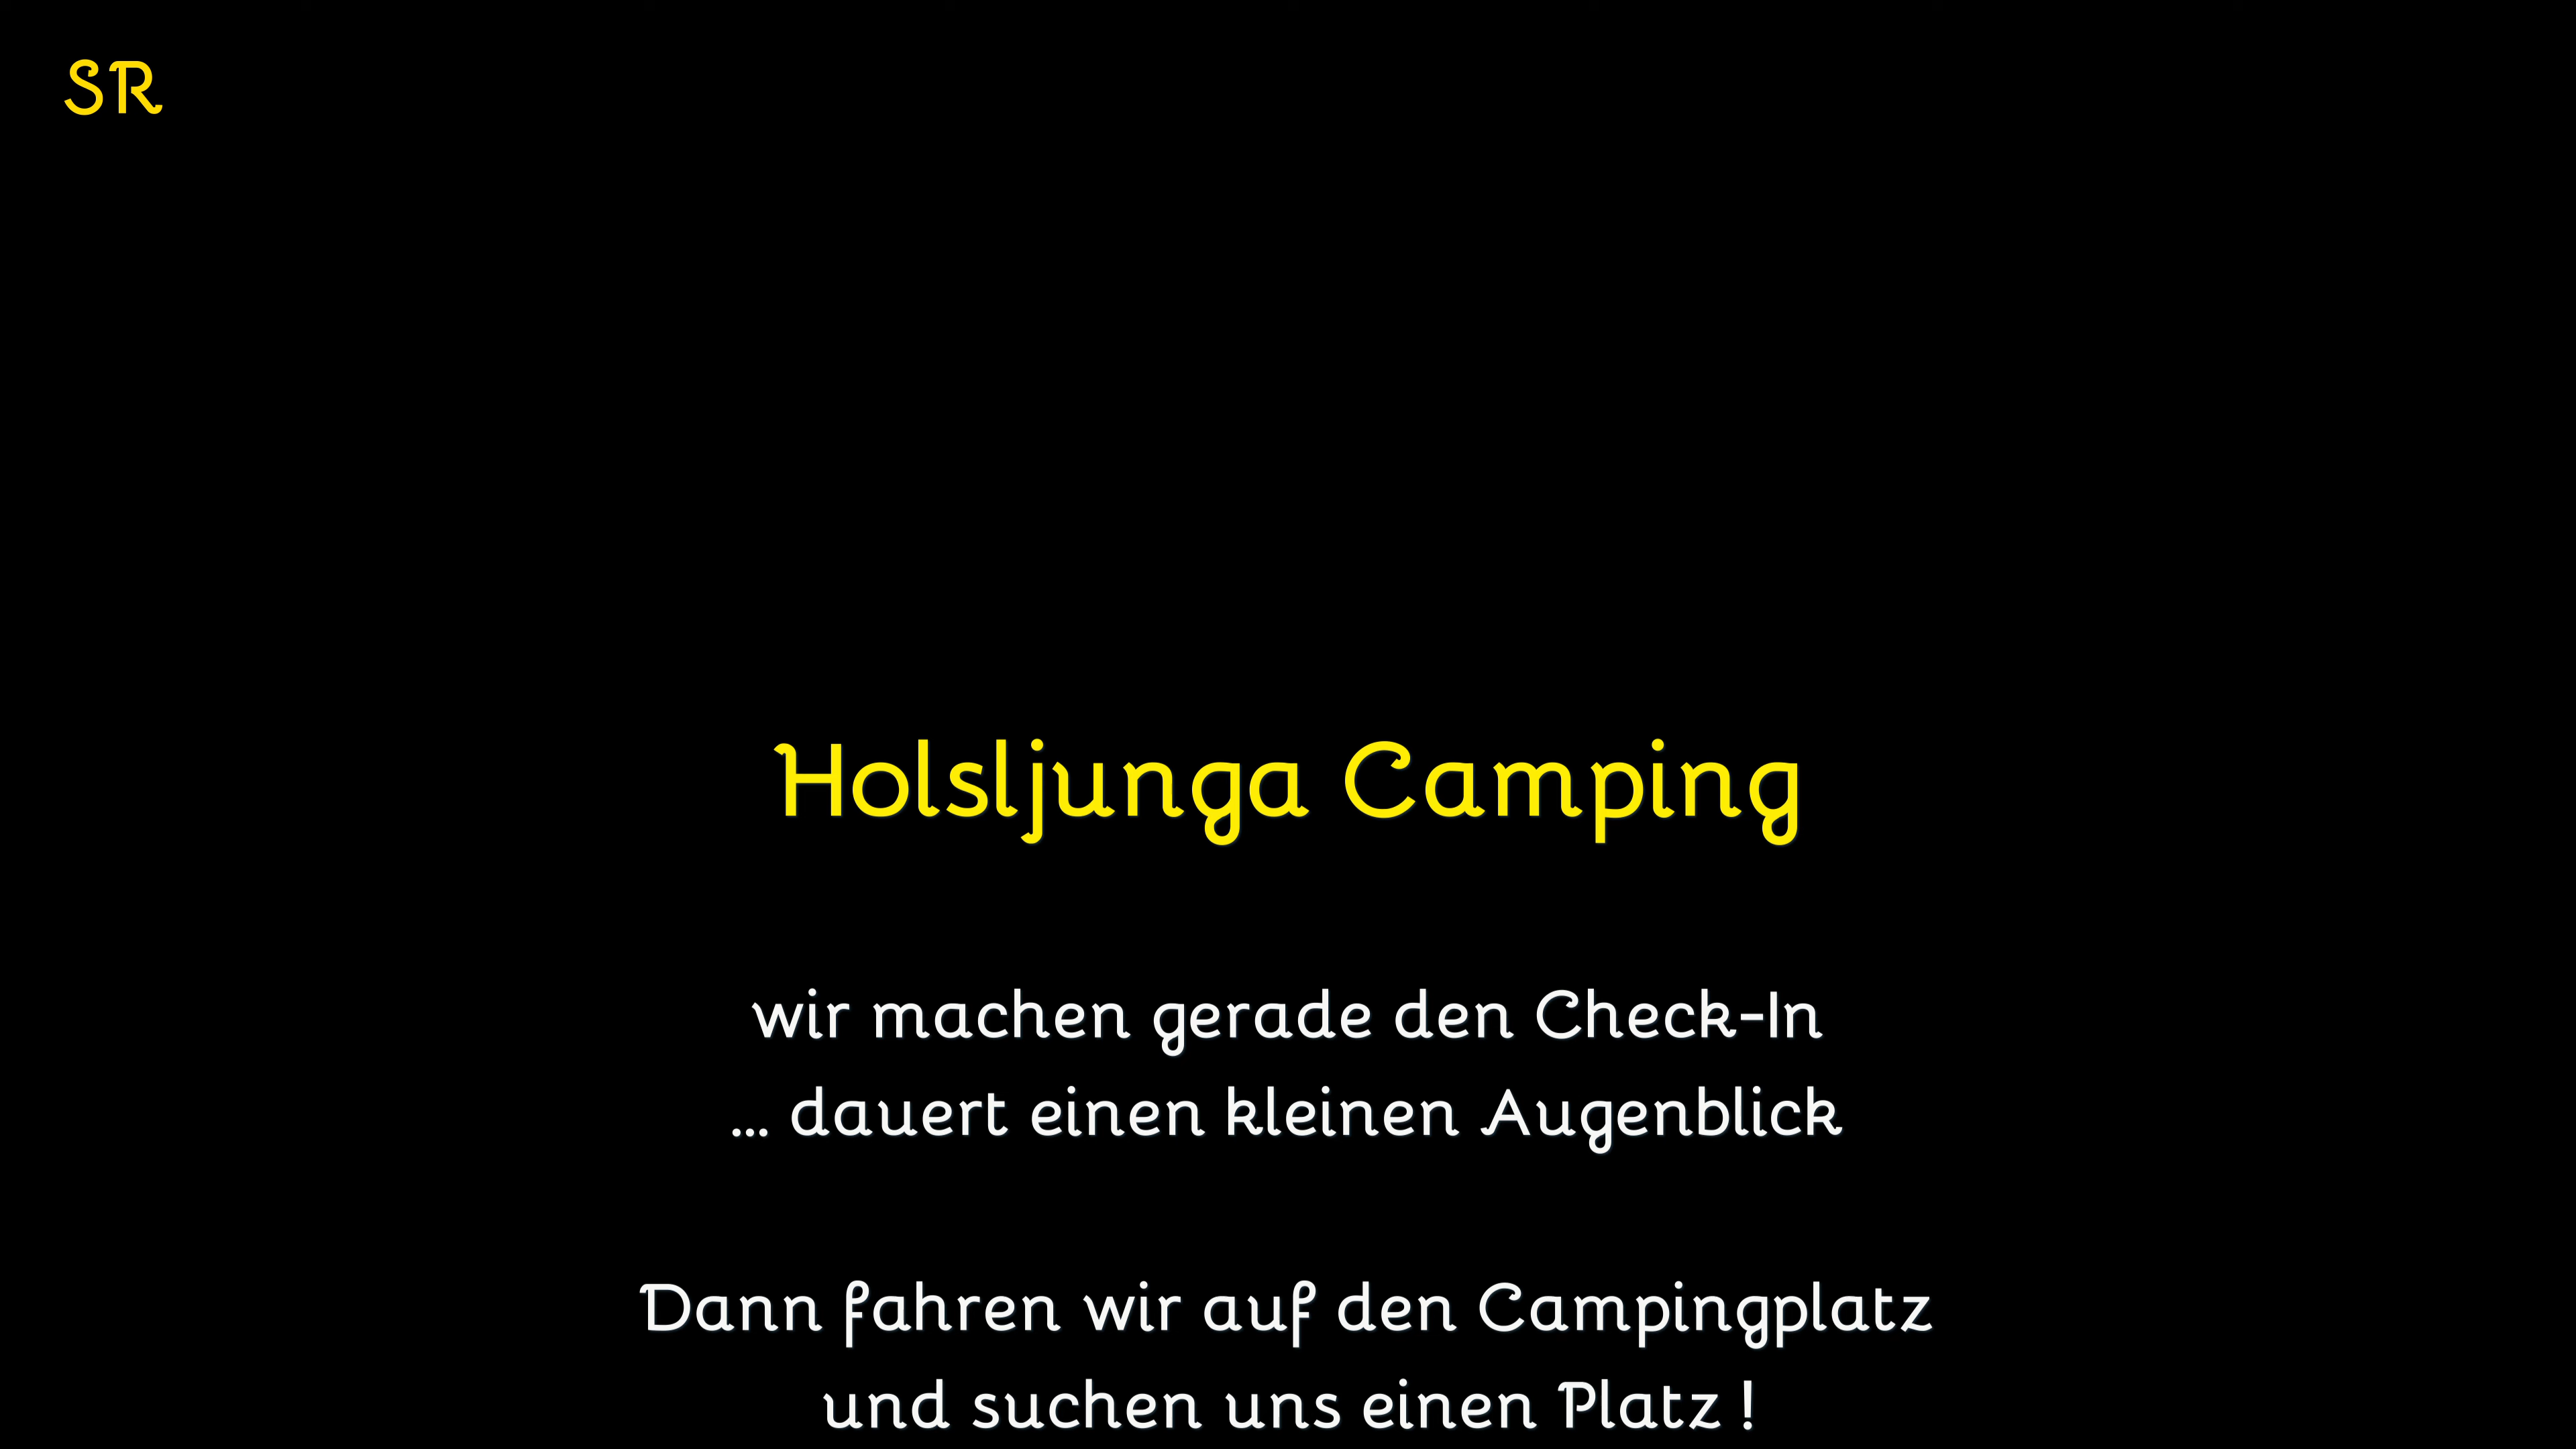 SR
Holsljunga Camping
wir machen gerade den Check-In
... dauert einen kleinen Augenblick
Dann fahren wir auf den Campingplatz
und suchen uns einen Platz !